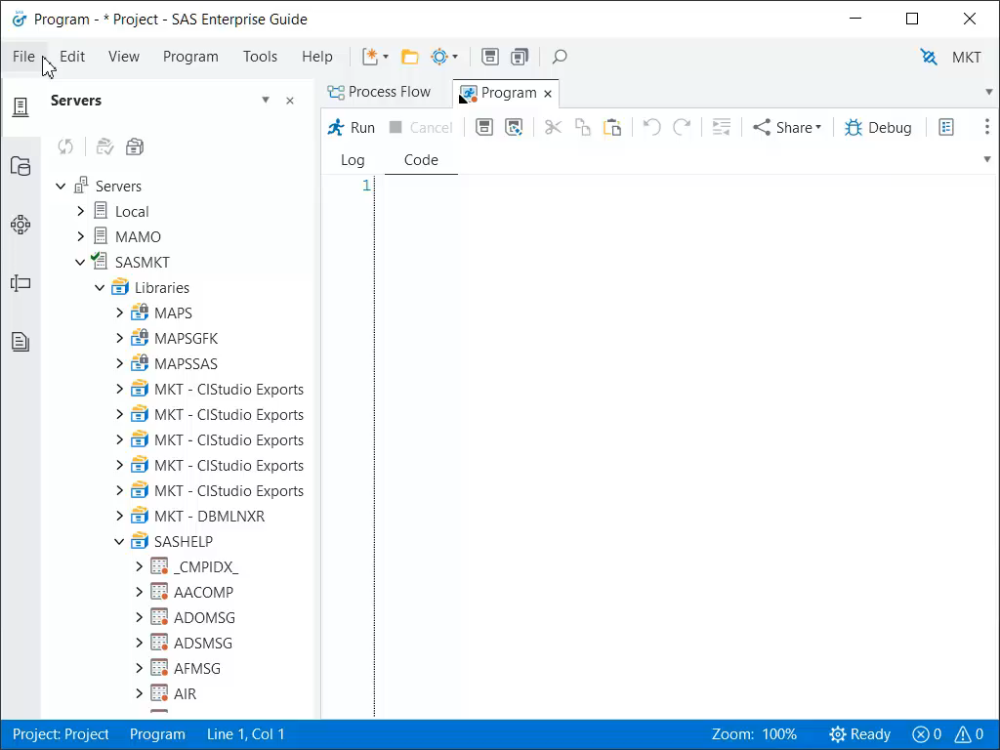 Program - * Project - SAS Enterprise Guide
File Edit View Program Tools Help MKT
Servers
Process Flow Program
Run Cancel Share Debug
Log Code
1
Servers
Local
MAMO
SASMKT
Libraries
MAPS
MAPSGFK
MAPSSAS
MKT - CIStudio Exports
MKT - CIStudio Exports
MKT - CIStudio Exports
MKT - CIStudio Exports
MKT - CIStudio Exports
MKT - DBMLNXR
SASHELP
_CMPIDX_
AACOMP
ADOMSG
ADSMSG
AFMSG
AIR
Project: Project Program Line 1, Col 1 Zoom: 100% Ready 0 0